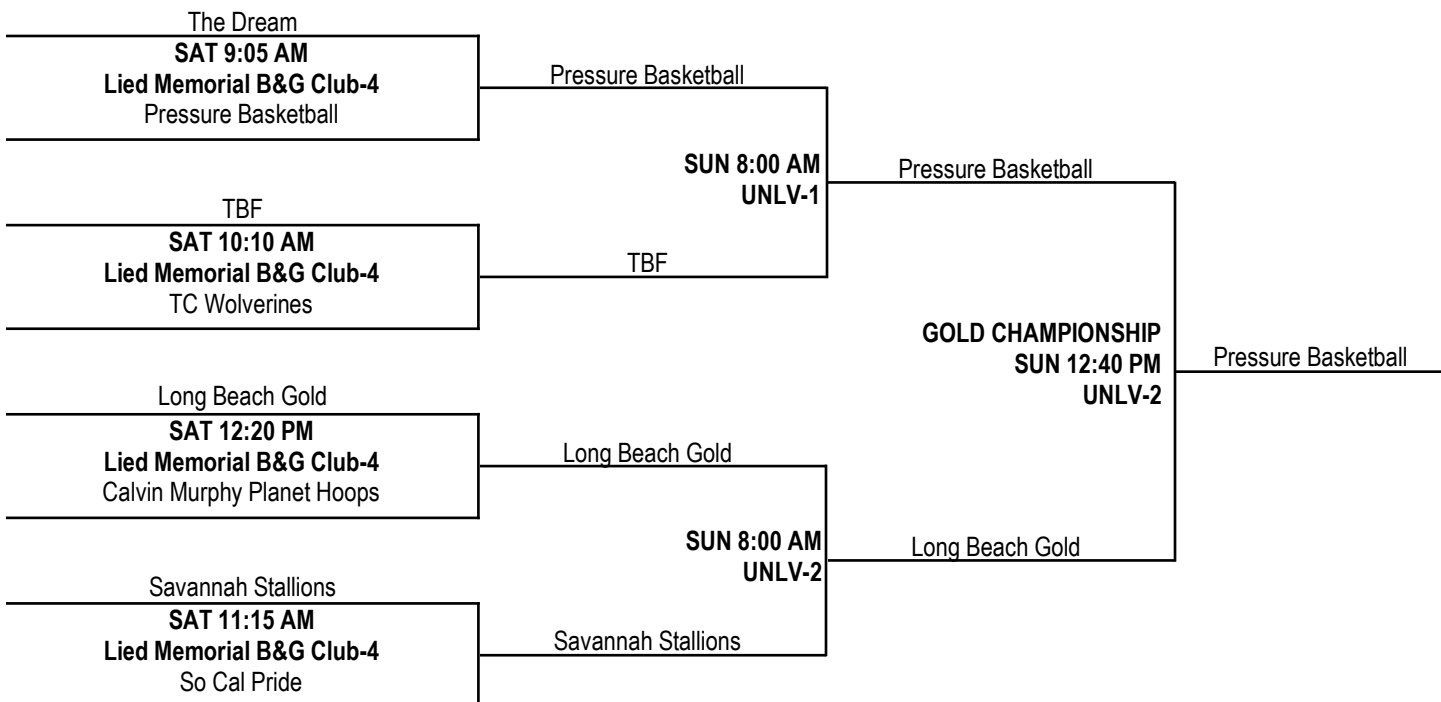 The Dream
SAT 9:05 AM
Lied Memorial B&G Club-4
Pressure Basketball
TBF
SAT 10:10 AM
Lied Memorial B&G Club-4
TC Wolverines
Long Beach Gold
SAT 12:20 PM
Lied Memorial B&G Club-4
Calvin Murphy Planet Hoops
Savannah Stallions
SAT 11:15 AM
Lied Memorial B&G Club-4
So Cal Pride
Pressure Basketball
SUN 8:00 AM
UNLV-1
TBF
Long Beach Gold
SUN 8:00 AM
UNLV-2
Savannah Stallions
Pressure Basketball
GOLD CHAMPIONSHIP
SUN 12:40 PM
UNLV-2
Long Beach Gold
Pressure Basketball